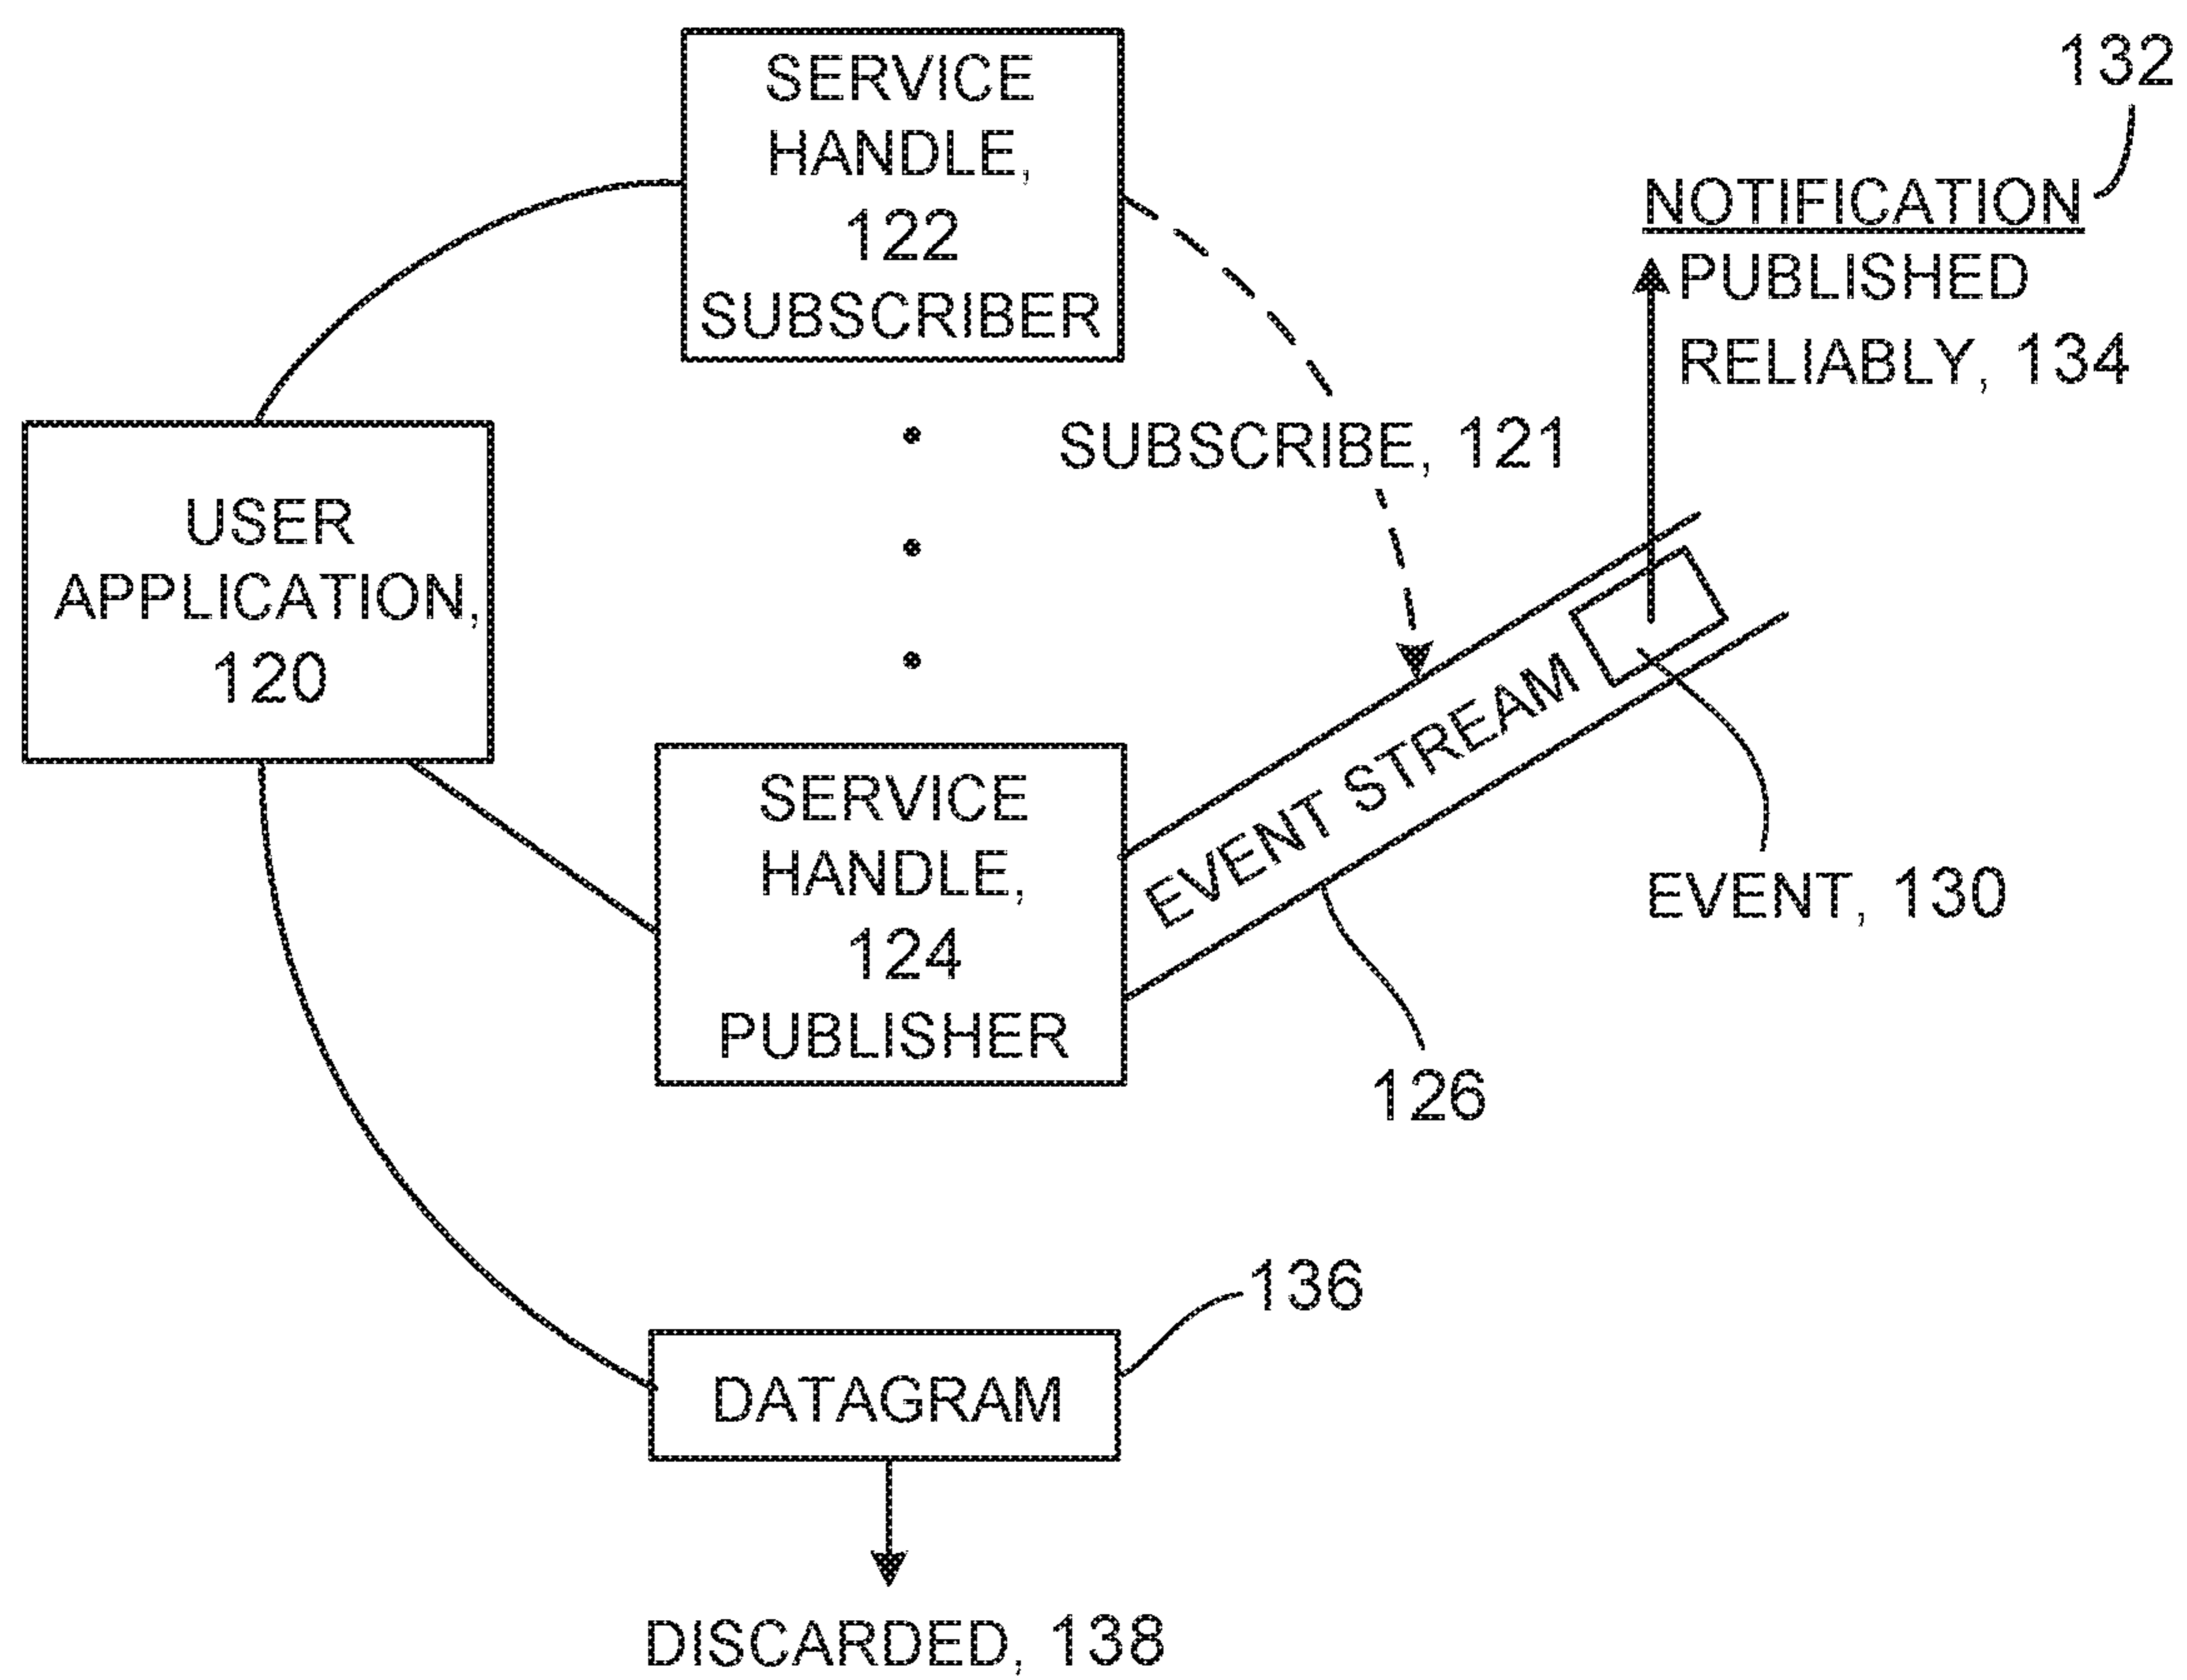 SERVICE
HANDLE,
122
SUBSCRIBER
132
NOTIFICATION
PUBLISHED
RELIABLY, 134
SUBSCRIBE, 121
USER
APPLICATION,
120
EVENT STREAM
SERVICE
HANDLE,
124
PUBLISHER
EVENT, 130
126
136
DATAGRAM
DISCARDED, 138